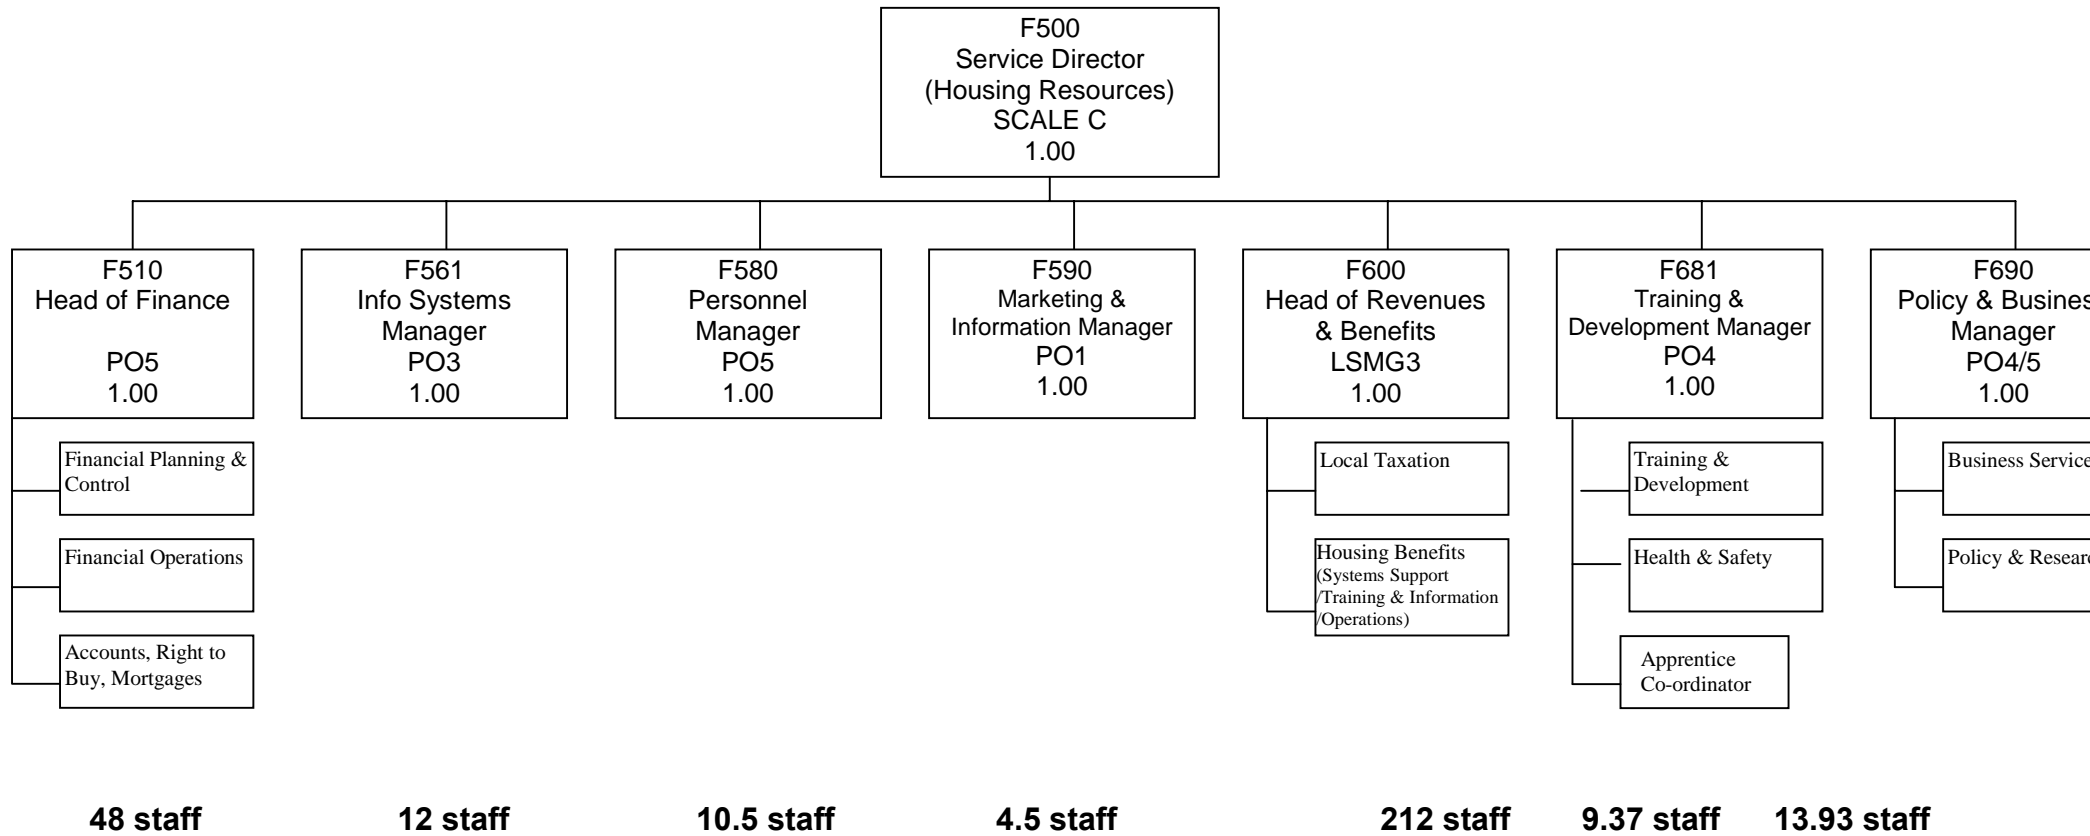 F500
Service Director
(Housing Resources)
SCALE C
1.00
F510
Head of Finance
PO5
1.00
F561
Info Systems
Manager
PO3
1.00
F580
Personnel
Manager
PO5
1.00
F590
Marketing &
Information Manager
PO1
1.00
F600
Head of Revenues
& Benefits
LSMG3
1.00
F681
Training &
Development Manager
PO4
1.00
F690
Policy & Busines
Manager
PO4/5
1.00
Financial Planning &
Control
Financial Operations
Accounts, Right to
Buy, Mortgages
Local Taxation
Housing Benefits
(Systems Support
/Training & Information
/Operations)
Training &
Development
Health & Safety
Apprentice
Co-ordinator
Business Service
Policy & Resear
48 staff
12 staff
10.5 staff
4.5 staff
212 staff
9.37 staff
13.93 staff